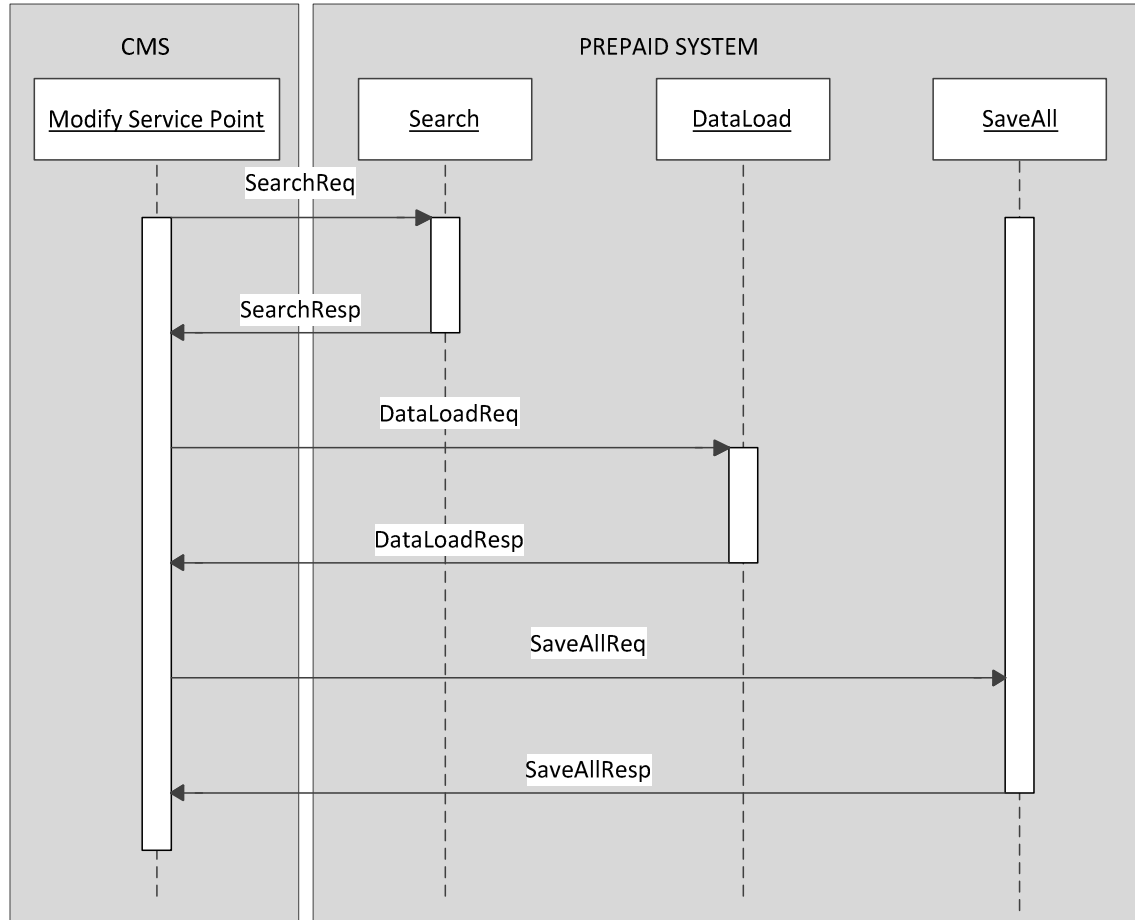 CMS
PREPAID SYSTEM
Modify Service Point
Search
DataLoad
SaveAll
SearchReq
SearchResp
DataLoadReq
DataLoadResp
SaveAllReq
SaveAllResp